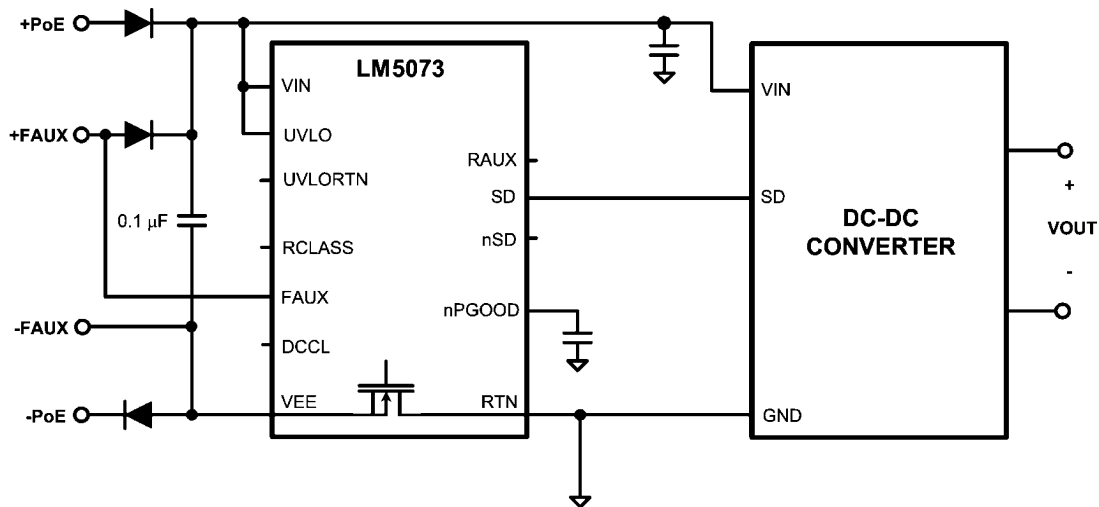 +PoE
LM5073
VIN
VIN
+FAUX
UVLO
RAUX
UVLORTN
SD
SD
DC-DC
CONVERTER
+
VOUT
-
0.1 µF
nSD
RCLASS
FAUX
nPGOOD
-FAUX
DCCL
-PoE
VEE
RTN
GND